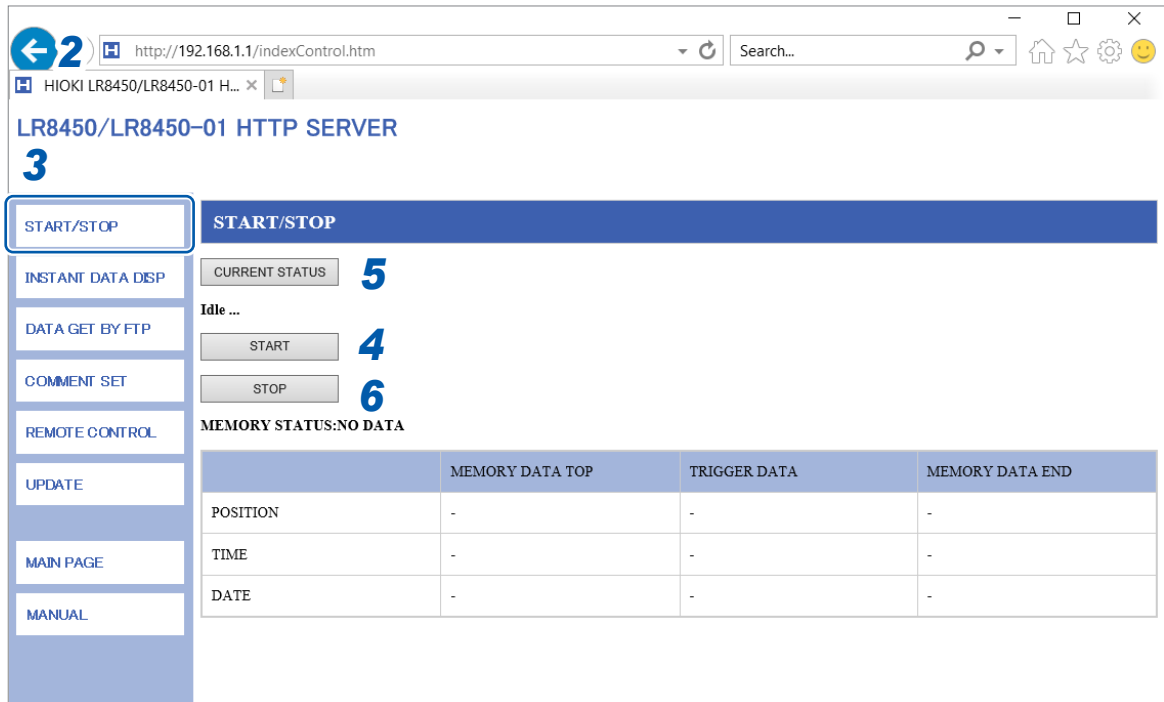 2
http://192.168.1.1/indexControl.htm
Search...
HIOKI LR8450/LR8450-01 H...
LR8450/LR8450-01 HTTP SERVER
3
START/STOP
INSTANT DATA DISP
DATA GET BY FTP
COMMENT SET
REMOTE CONTROL
UPDATE
MAIN PAGE
MANUAL
START/STOP
CURRENT STATUS 5
Idle ...
START 4
STOP 6
MEMORY STATUS:NO DATA
MEMORY DATA TOP TRIGGER DATA MEMORY DATA END
POSITION - - -
TIME - - -
DATE - - -